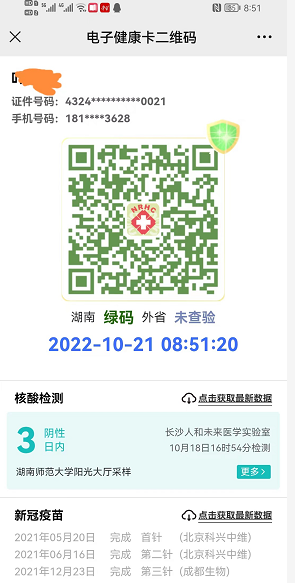 8:51
电子健康卡二维码
证件号码：4324**********0021
手机号码：181****3628
NRHC
湖南 绿码 外省 未查验
2022-10-21 08:51:20
核酸检测 点击获取最新数据
3 阴性 日内
长沙人和未来医学实验室
10月18日16时54分检测
湖南师范大学阳光大厅采样 更多>
新冠疫苗 点击获取最新数据
2021年05月20日 完成 首针 （北京科兴中维）
2021年06月16日 完成 第二针（北京科兴中维）
2021年12月23日 完成 第三针（成都生物）